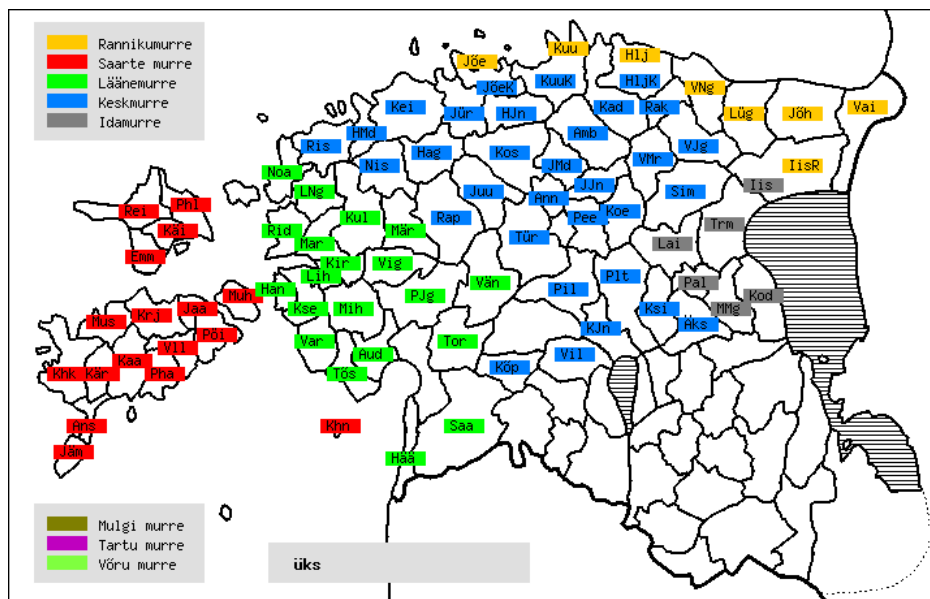 Rannikumurre
Saarte murre
Läänemurre
Keskmurre
Idamurre
Kuu
Hlj
Jõe
JõeK
KuuK
HljK
VNg
Kei
Jür
HJn
Kad
Rak
Lüg
Jõh
Vai
HMd
Ris
Amb
Nis
Hag
Kos
JMd
VMr
VJg
IisR
Noa
LNg
Juu
Ann
JJn
Sim
Iis
Rei
Phl
Käi
Emm
Kul
Rid
Mar
Mär
Rap
Pee
Koe
Tür
Trm
Lai
Kir
Lih
Vig
Han
Muh
Kse
Mih
PJg
Vän
Pil
Plt
Pal
Kod
MMg
Ksi
Aks
Mus
Krj
Jaa
Pöi
Vll
Kaa
Khk
Kär
Pha
Var
Aud
Tõs
Tor
KJn
Köp
Vil
Ans
Jäm
Khn
Saa
Hää
Mulgi murre
Tartu murre
Võru murre
üks